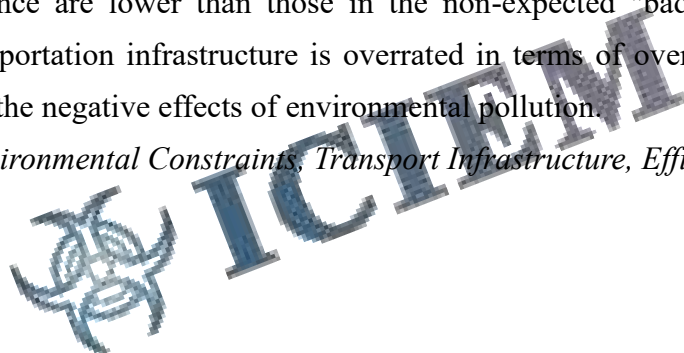 nce are lower than those in the non-expected "bad
portation infrastructure is overrated in terms of over
the negative effects of environmental pollution.
ironmental Constraints, Transport Infrastructure, Effi
ICIEM